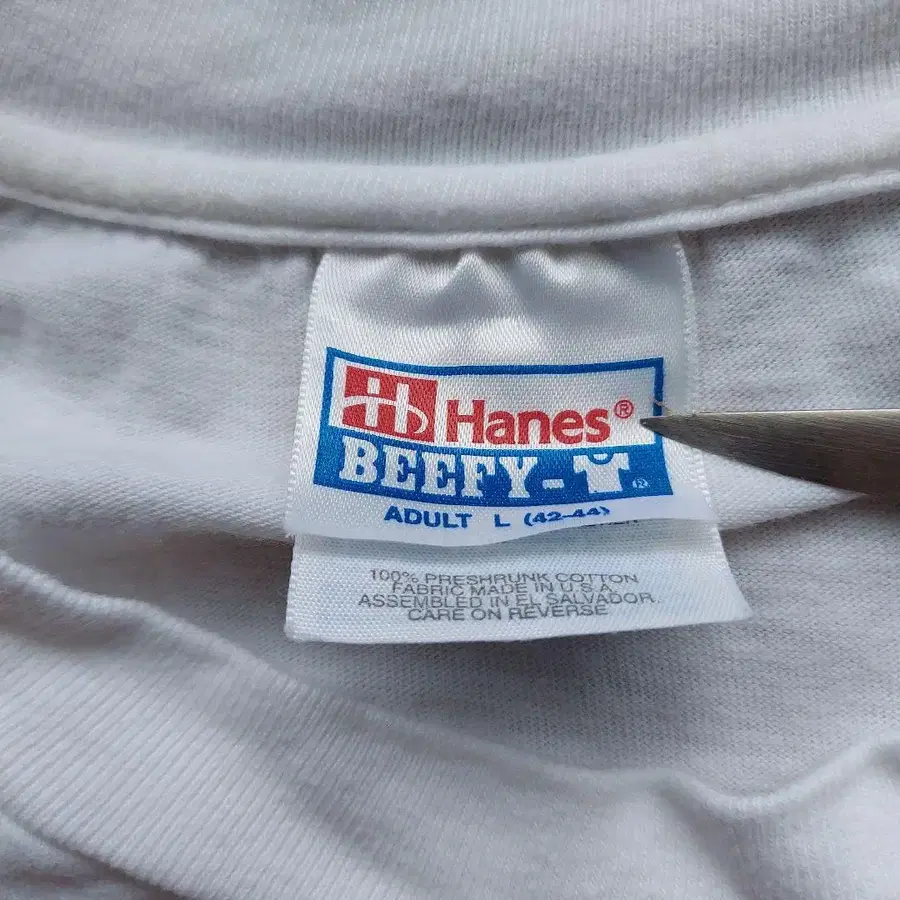 Hanes®
BEEFY-T®
ADULT L (42-44)
100% PRESHRUNK COTTON
FABRIC MADE IN U.S.A.
ASSEMBLED IN EL SALVADOR
CARE ON REVERSE